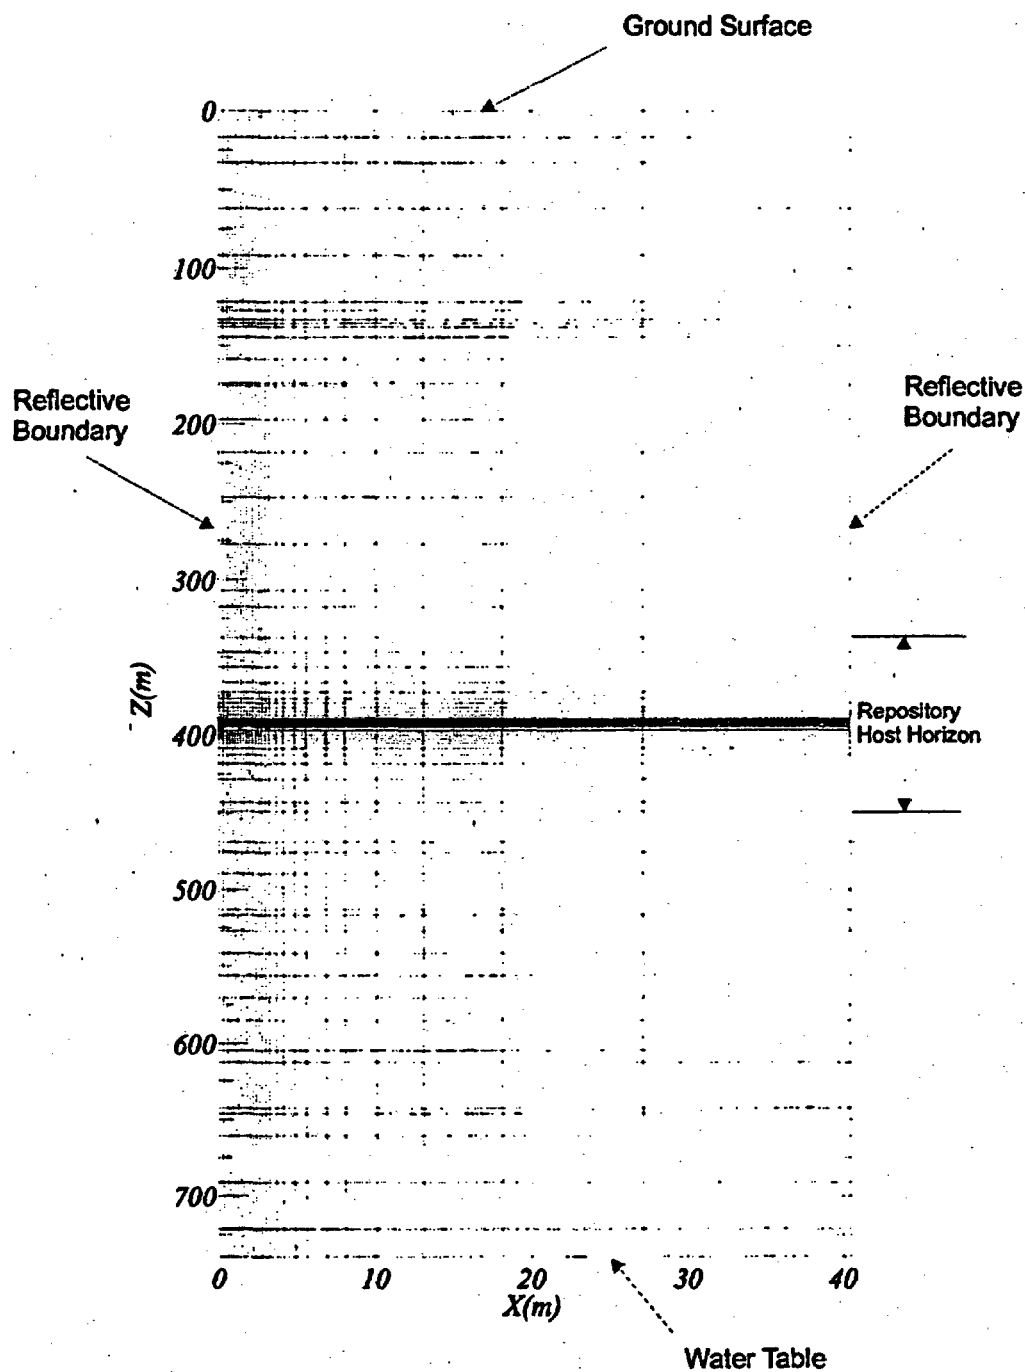 Ground Surface
0
100
Reflective
Boundary
Reflective
Boundary
200
300
Z(m)
Repository
Host Horizon
400
500
600
700
0 10 20 30 40
X(m)
Water Table